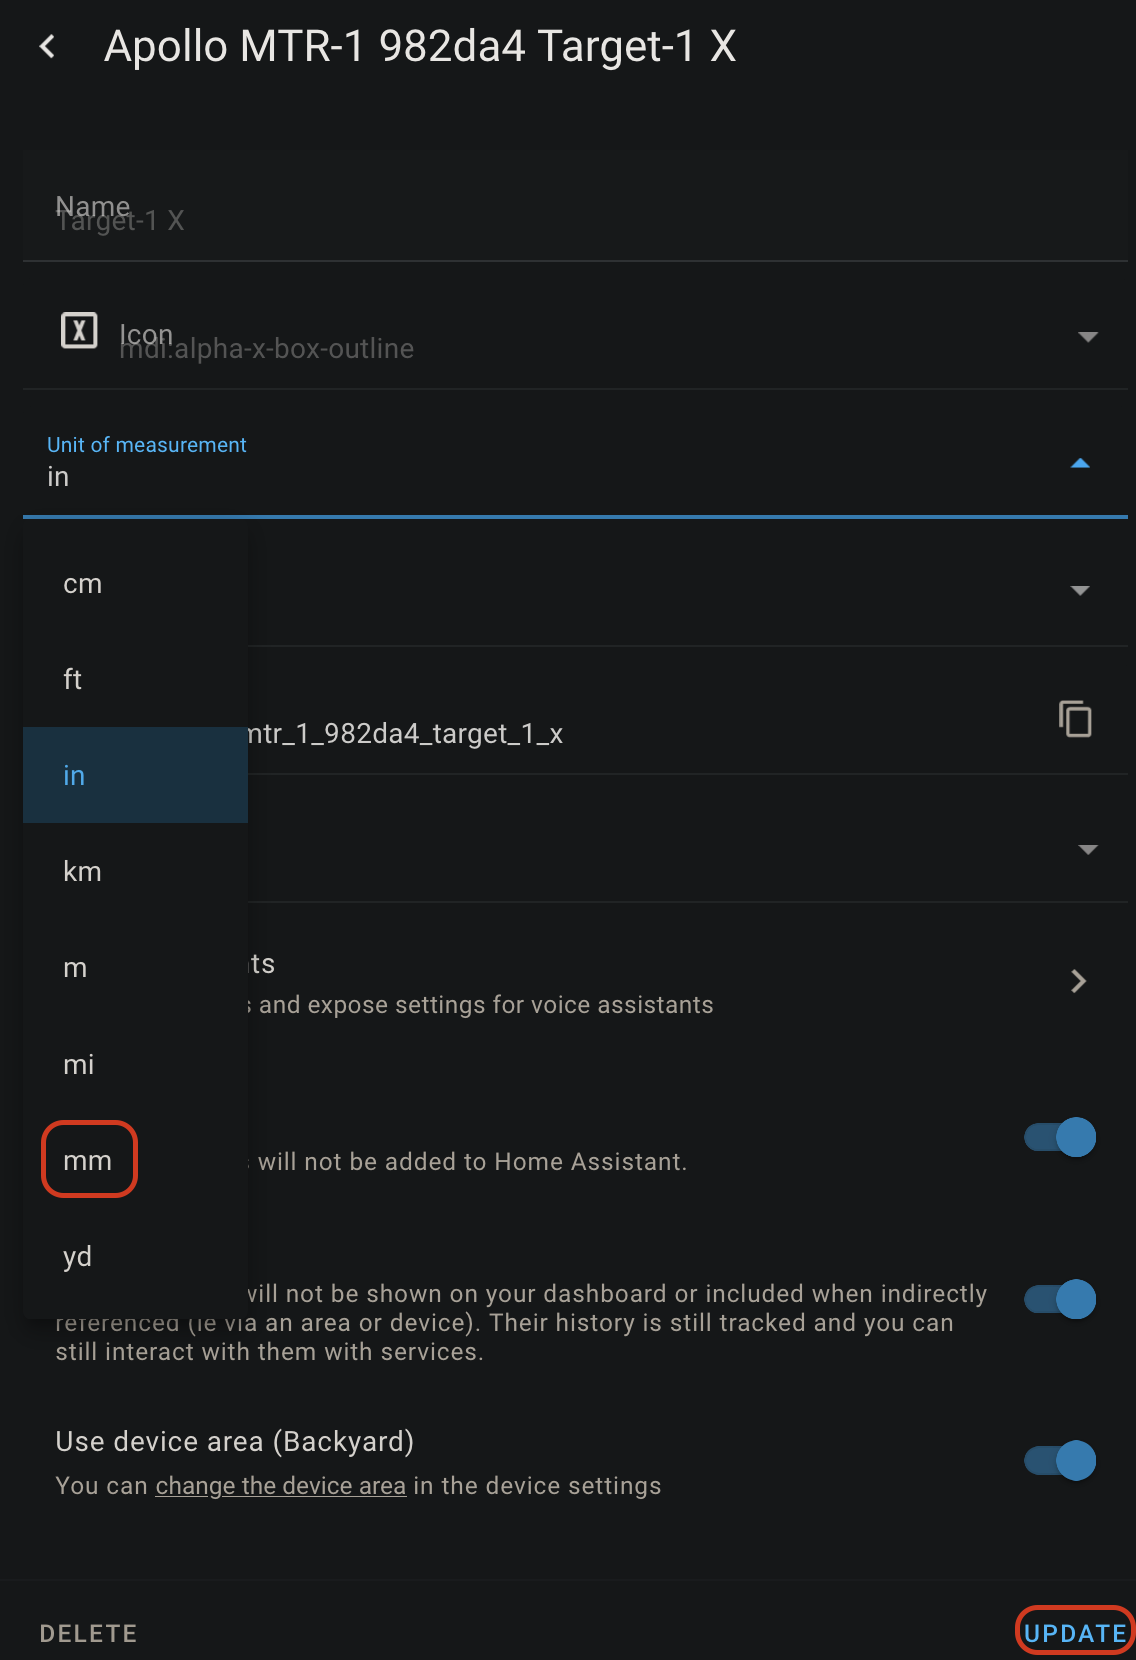 Apollo MTR-1 982da4 Target-1 X
Name
Target-1 X
Icon
mdi:alpha-x-box-outline
Unit of measurement
in
cm
ft
in
mtr_1_982da4_target_1_x
km
m
and expose settings for voice assistants
mi
mm
will not be added to Home Assistant.
yd
will not be shown on your dashboard or included when indirectly
referenced (ie via an area or device). Their history is still tracked and you can
still interact with them with services.
Use device area (Backyard)
You can change the device area in the device settings
DELETE
UPDATE